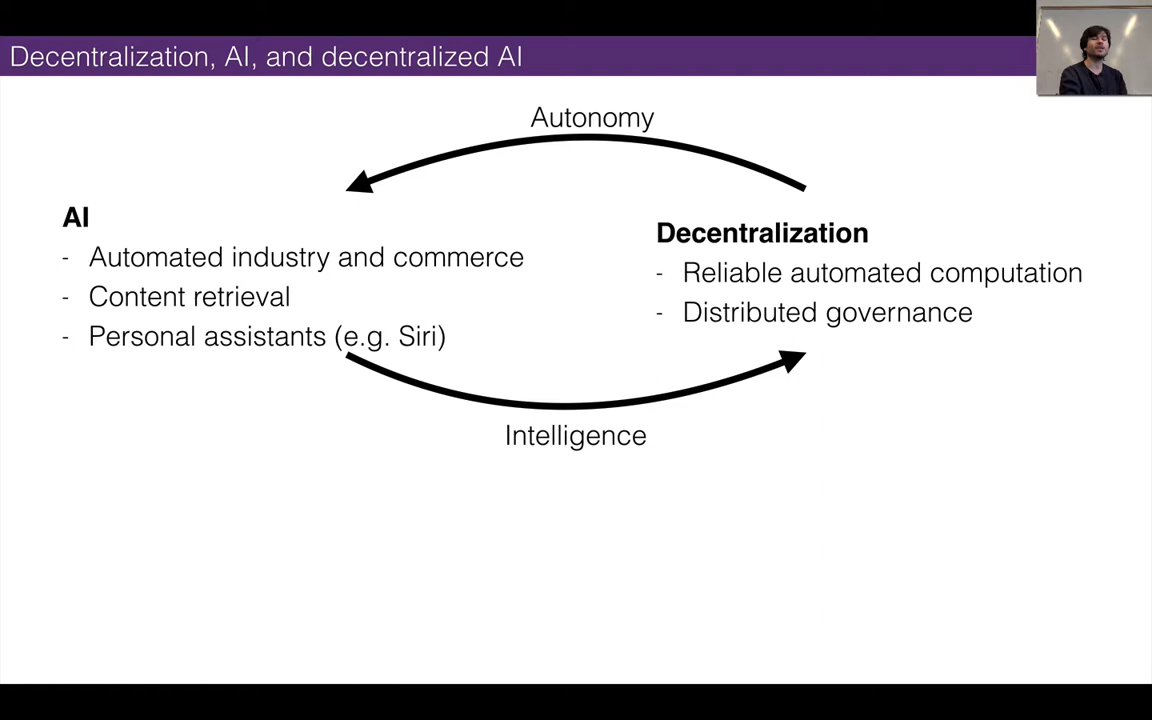 Decentralization, AI, and decentralized AI
Autonomy
AI
- Automated industry and commerce
- Content retrieval
- Personal assistants (e.g. Siri)
Decentralization
- Reliable automated computation
- Distributed governance
Intelligence